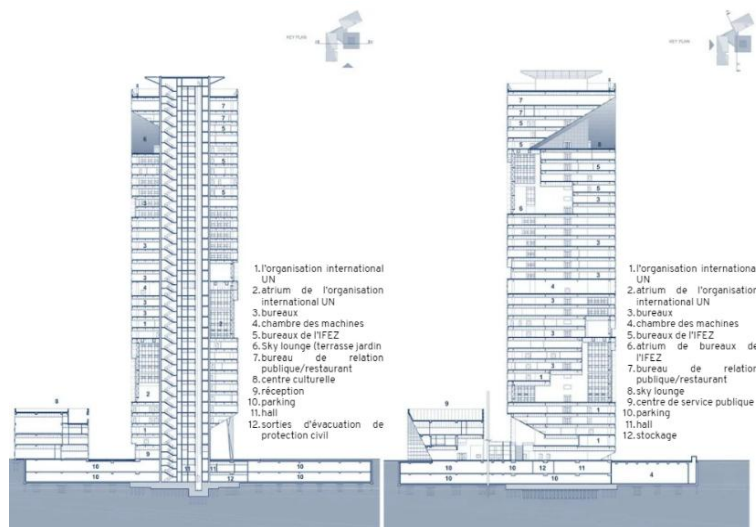 KEY PLAN
KEY PLAN
1.l'organisation international
UN
2.atrium de l'organisation
international UN
3.bureaux
4.chambre des machines
5.bureaux de l'IFEZ
6.Sky lounge (terrasse jardin
7.bureau de relation
publique/restaurant
8.centre culturelle
9.réception
10.parking
11.hall
12.sorties d'évacuation de
protection civil
1.l'organisation internationa
UN
2.atrium de l'organisation
international UN
3.bureaux
4.chambre des machines
5.bureaux de l'IFEZ
6.atrium de bureaux de
l'IFEZ
7.bureau de relation
publique/restaurant
8.sky lounge
9.centre de service publique
10.parking
11.hall
12.stockage